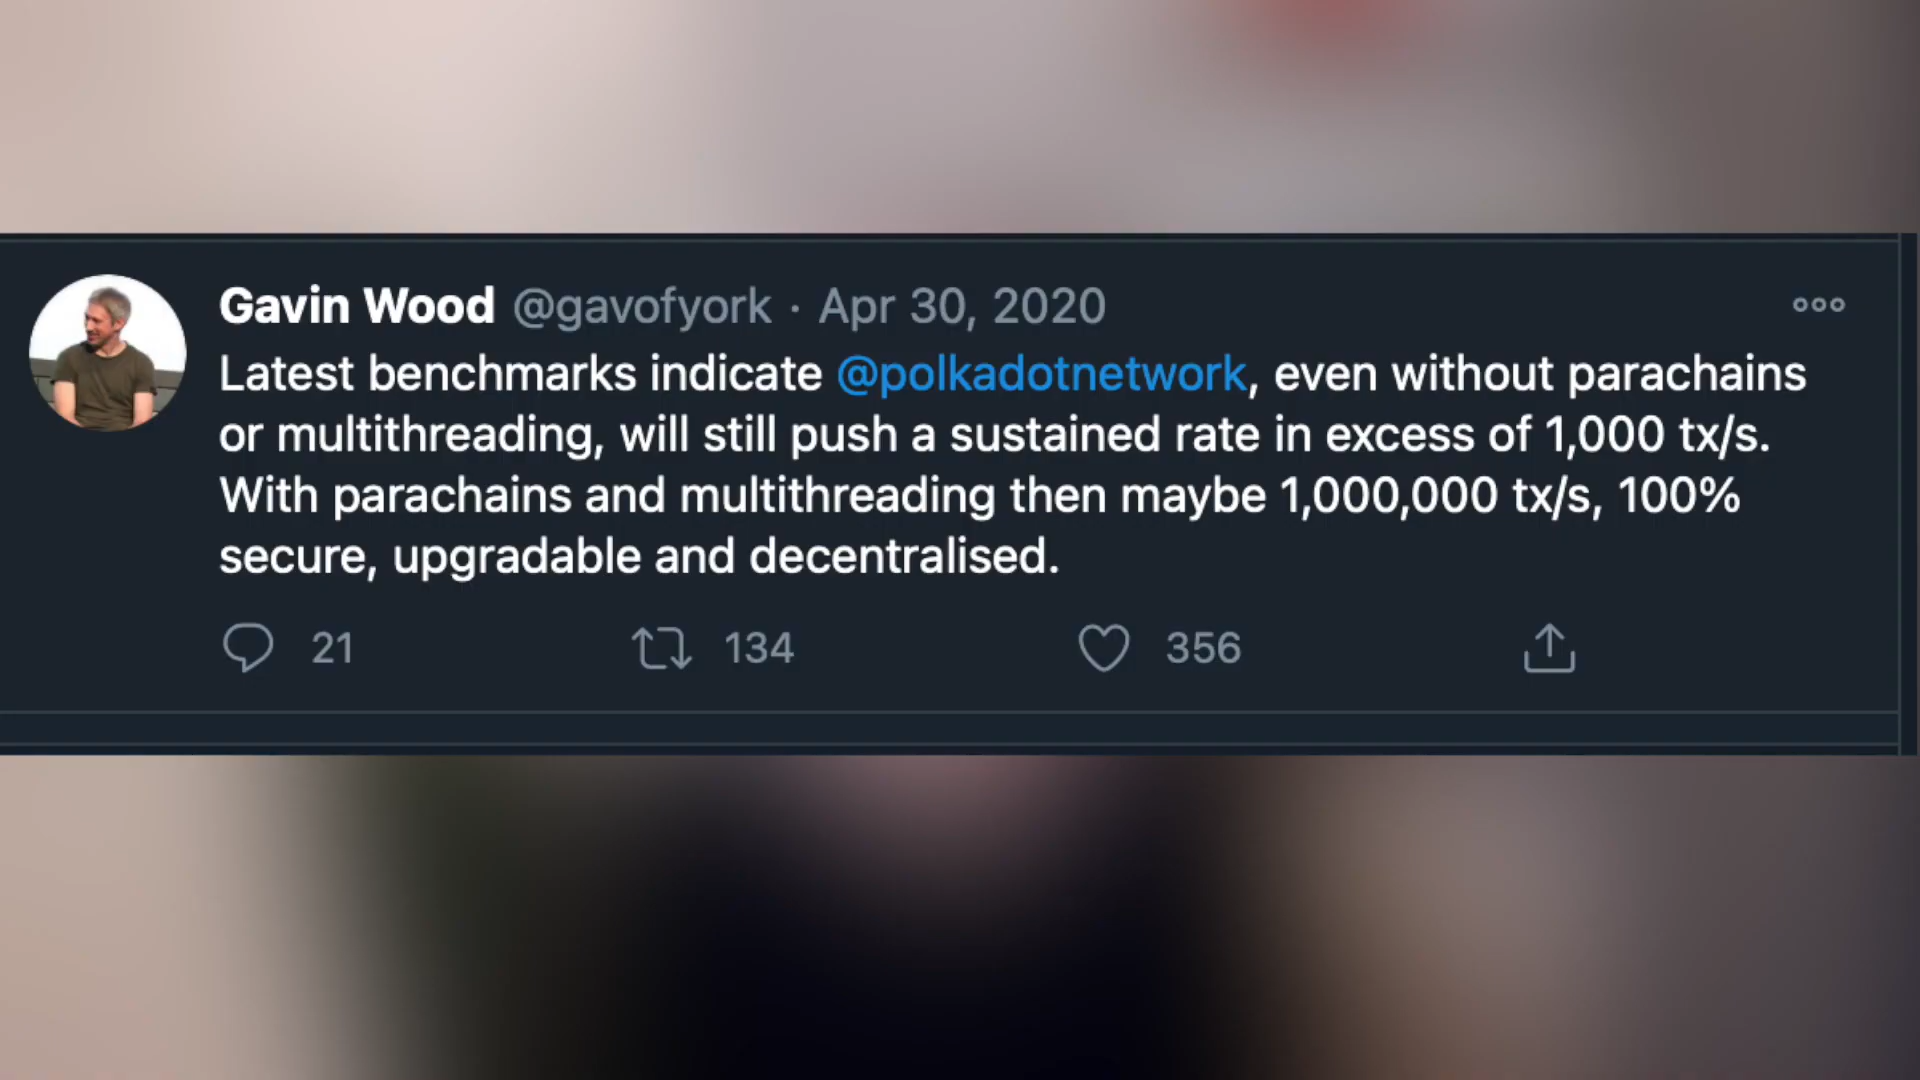 Gavin Wood @gavofyork · Apr 30, 2020
Latest benchmarks indicate @polkadotnetwork, even without parachains
or multithreading, will still push a sustained rate in excess of 1,000 tx/s.
With parachains and multithreading then maybe 1,000,000 tx/s, 100%
secure, upgradable and decentralised.
21 134 356